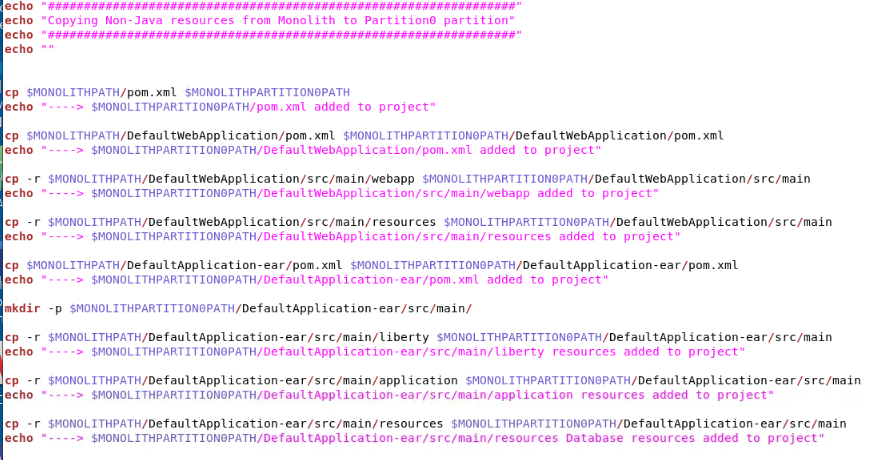 echo "#################################################################"
echo "Copying Non-Java resources from Monolith to Partition0 partition"
echo "#################################################################"
echo ""
cp $MONOLITHPATH/pom.xml $MONOLITHPARTITION0PATH
echo "----> $MONOLITHPARITION0PATH/pom.xml added to project"
cp $MONOLITHPATH/DefaultWebApplication/pom.xml $MONOLITHPARTITION0PATH/DefaultWebApplication/pom.xml
echo "----> $MONOLITHPARTITION0PATH/DefaultWebApplication/pom.xml added to project"
cp -r $MONOLITHPATH/DefaultWebApplication/src/main/webapp $MONOLITHPARTITION0PATH/DefaultWebApplication/src/main
echo "----> $MONOLITHPARTITION0PATH/DefaultWebApplication/src/main/webapp added to project"
cp -r $MONOLITHPATH/DefaultWebApplication/src/main/resources $MONOLITHPARTITION0PATH/DefaultWebApplication/src/main
echo "----> $MONOLITHPARTITION0PATH/DefaultWebApplication/src/main/resources added to project"
cp $MONOLITHPATH/DefaultApplication-ear/pom.xml $MONOLITHPARTITION0PATH/DefaultApplication-ear/pom.xml
echo "----> $MONOLITHPARTITION0PATH/DefaultApplication-ear/pom.xml added to project"
mkdir -p $MONOLITHPARTITION0PATH/DefaultApplication-ear/src/main/
cp -r $MONOLITHPATH/DefaultApplication-ear/src/main/liberty $MONOLITHPARTITION0PATH/DefaultApplication-ear/src/main
echo "----> $MONOLITHPARTITION0PATH/DefaultApplication-ear/src/main/liberty resources added to project"
cp -r $MONOLITHPATH/DefaultApplication-ear/src/main/application $MONOLITHPARTITION0PATH/DefaultApplication-ear/src/main
echo "----> $MONOLITHPARTITION0PATH/DefaultApplication-ear/src/main/application resources added to project"
cp -r $MONOLITHPATH/DefaultApplication-ear/src/main/resources $MONOLITHPARTITION0PATH/DefaultApplication-ear/src/main
echo "----> $MONOLITHPARTITION0PATH/DefaultApplication-ear/src/main/resources Database resources added to project"